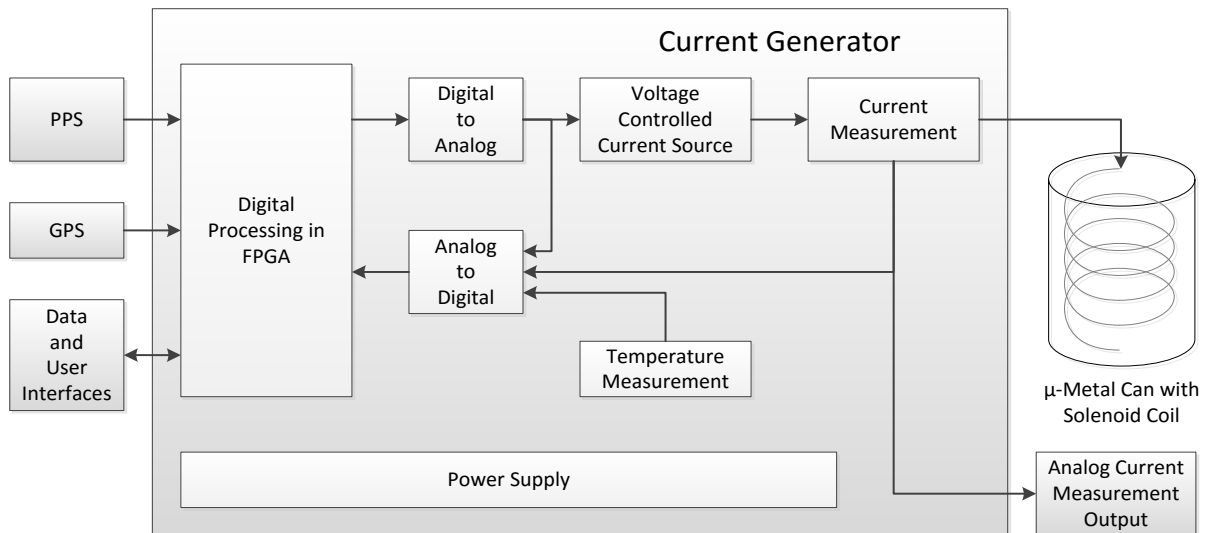 Current Generator
PPS
GPS
Data
and
User
Interfaces
Digital
Processing in
FPGA
Digital
to
Analog
Voltage
Controlled
Current Source
Current
Measurement
Analog
to
Digital
Temperature
Measurement
μ-Metal Can with
Solenoid Coil
Power Supply
Analog Current
Measurement
Output